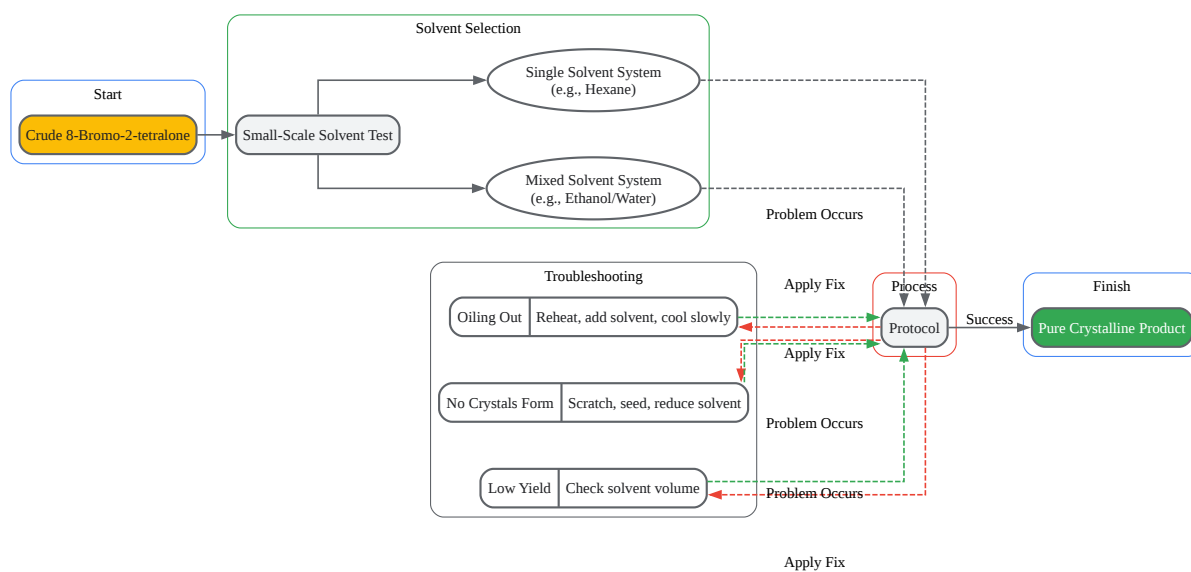 Solvent Selection
Start
Crude 8-Bromo-2-tetralone
Small-Scale Solvent Test
Single Solvent System
(e.g., Hexane)
Mixed Solvent System
(e.g., Ethanol/Water)
Problem Occurs
Troubleshooting
Apply Fix
Process
Finish
Oiling Out
Reheat, add solvent, cool slowly
Protocol
Success
Pure Crystalline Product
Apply Fix
No Crystals Form
Scratch, seed, reduce solvent
Problem Occurs
Low Yield
Check solvent volume
Problem Occurs
Apply Fix